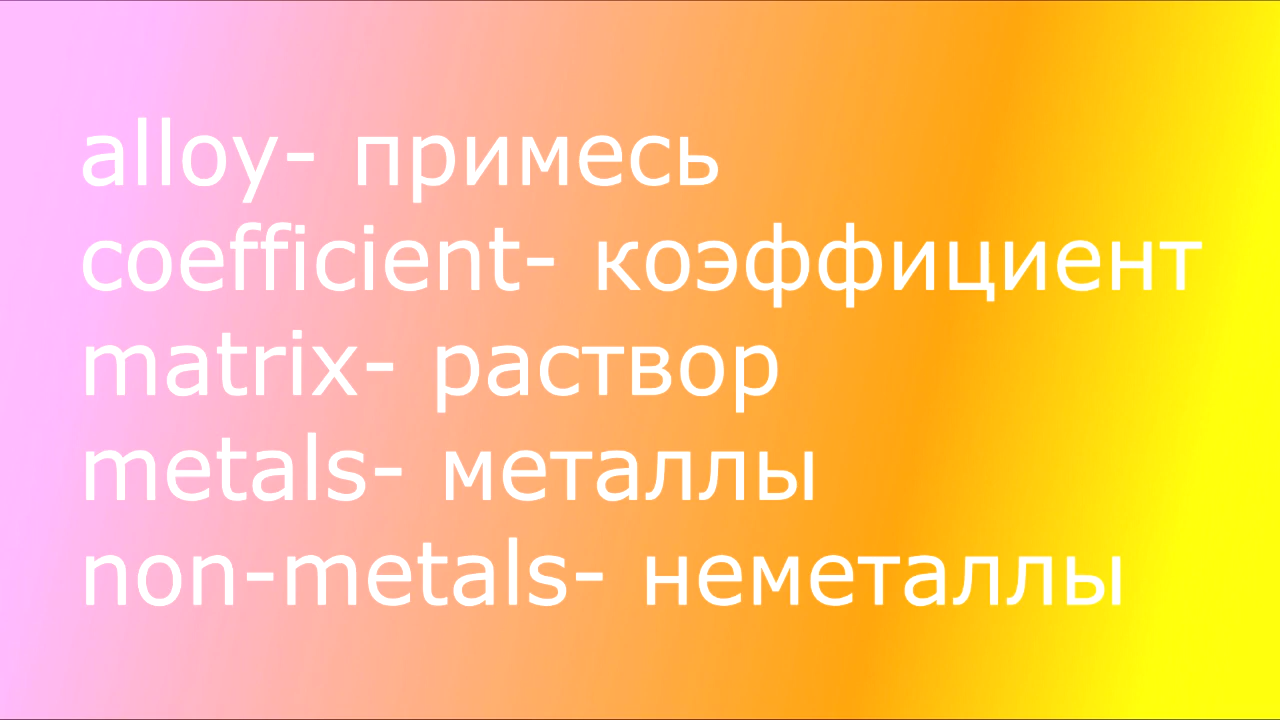 alloy- примесь
coefficient- коэффициент
matrix- раствор
metals- металлы
non-metals- неметаллы